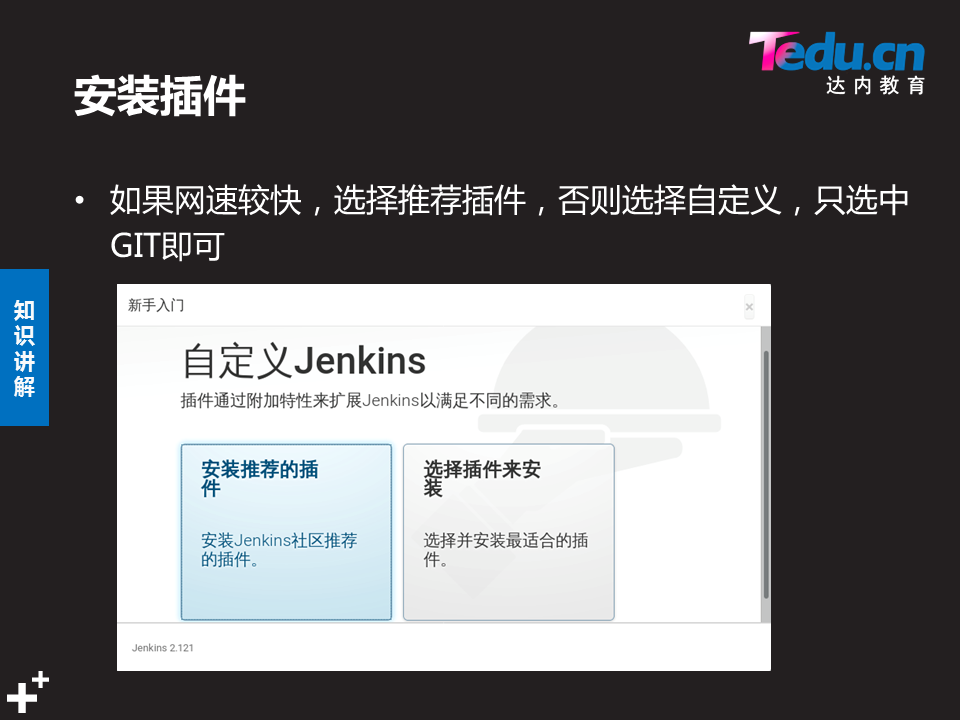 Tedu.cn
达内教育
安装插件
• 如果网速较快，选择推荐插件，否则选择自定义，只选中
GIT即可
知
识
讲
解
新手入门
×
自定义Jenkins
插件通过附加特性来扩展Jenkins以满足不同的需求。
安装推荐的插
件
安装Jenkins社区推荐
的插件。
选择插件来安
装
选择并安装最适合的插
件。
Jenkins 2.121